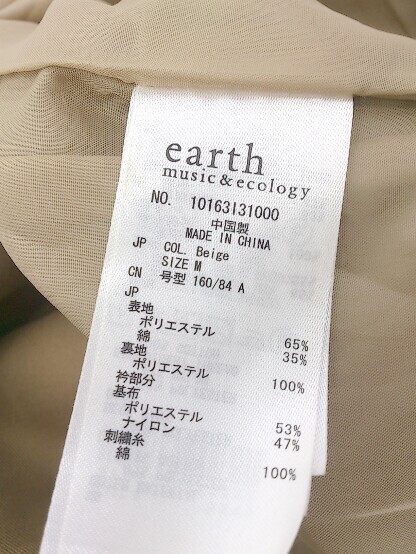 earth
music&ecology
NO. 10163I31000
中国製
MADE IN CHINA
JP COL. Beige
SIZE M
CN 号型 160/84 A
JP
表地
ポリエステル 65%
綿 35%
裏地
ポリエステル 100%
衿部分
基布
ポリエステル 53%
ナイロン 47%
刺繍糸
綿 100%